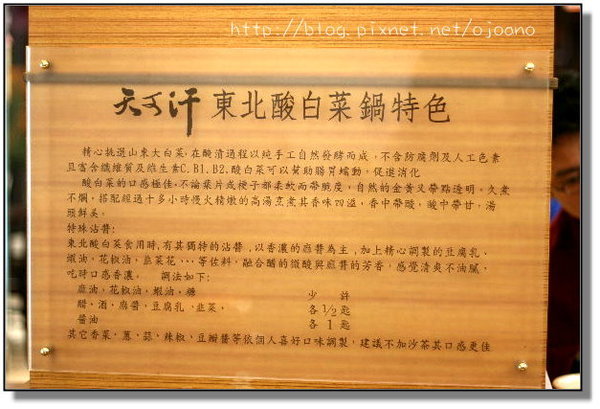 http://blog.pixnet.net/ojoono
天可汗 東北酸白菜鍋特色
精心挑選山東大白菜,在醃漬過程以純手工自然發酵而成,不含防腐劑及人工色素
且富含纖維質及維生素C.B1.B2,酸白菜可以幫助腸胃蠕動,促進消化
酸白菜的口感極佳,不論葉片或梗子都柔軟而帶脆度,自然的金黃又帶點透明,久煮
不爛,搭配經過十多小時慢火精燉的高湯烹煮其香味四溢,香中帶酸,酸中帶甘,湯
頭鮮美。
特殊沾醬:
東北酸白菜食用時,有其獨特的沾醬,以香濃的麻醬為主,加上精心調製的豆腐乳,
蝦油,花椒油,韭菜花,…等佐料,融合醋的微酸與麻醬的芳香,感覺清爽不油膩,
吃時口感香濃, 調法如下:
麻油,花椒油,蝦油,糖 少 許
醋,酒,麻醬,豆腐乳,韭菜, 各1/2匙
醬油 各 1 匙
其它香菜,蔥,蒜,辣椒,豆瓣醬等依個人喜好口味調製,建議不加沙茶其口感更佳